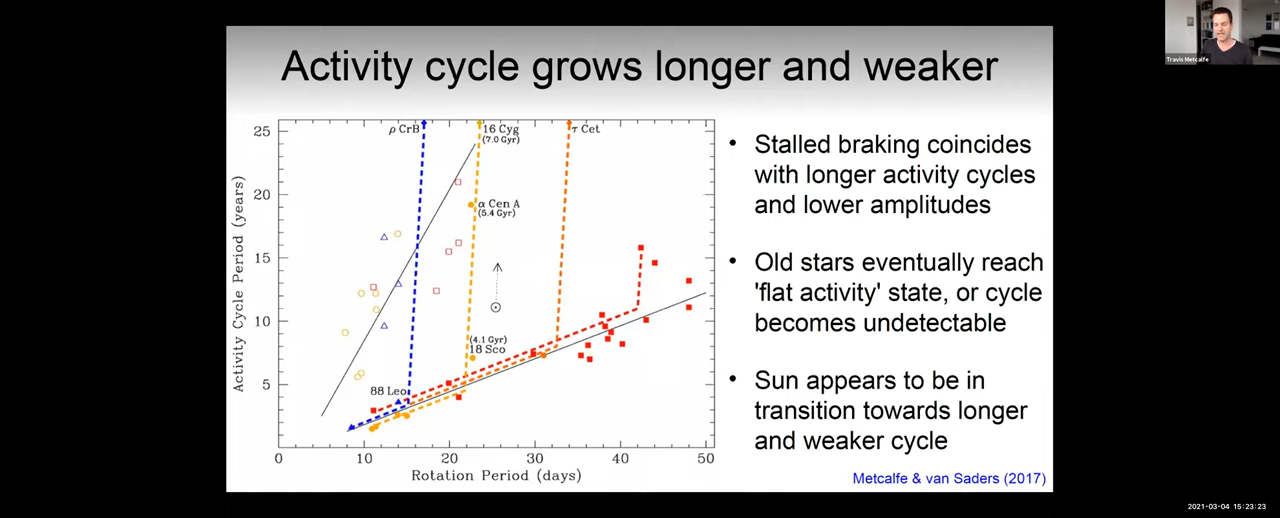 Activity cycle grows longer and weaker
Travis Metcalfe
25
20
15
10
5
0
10
20
30
40
50
Activity Cycle Period (years)
Rotation Period (days)
ρ CrB
16 Cyg
(7.0 Gyr)
τ Cet
α Cen A
(5.4 Gyr)
(4.1 Gyr)
18 Sco
88 Leo
• Stalled braking coincides
with longer activity cycles
and lower amplitudes
• Old stars eventually reach
'flat activity' state, or cycle
becomes undetectable
• Sun appears to be in
transition towards longer
and weaker cycle
Metcalfe & van Saders (2017)
2021-03-04 15:23:23